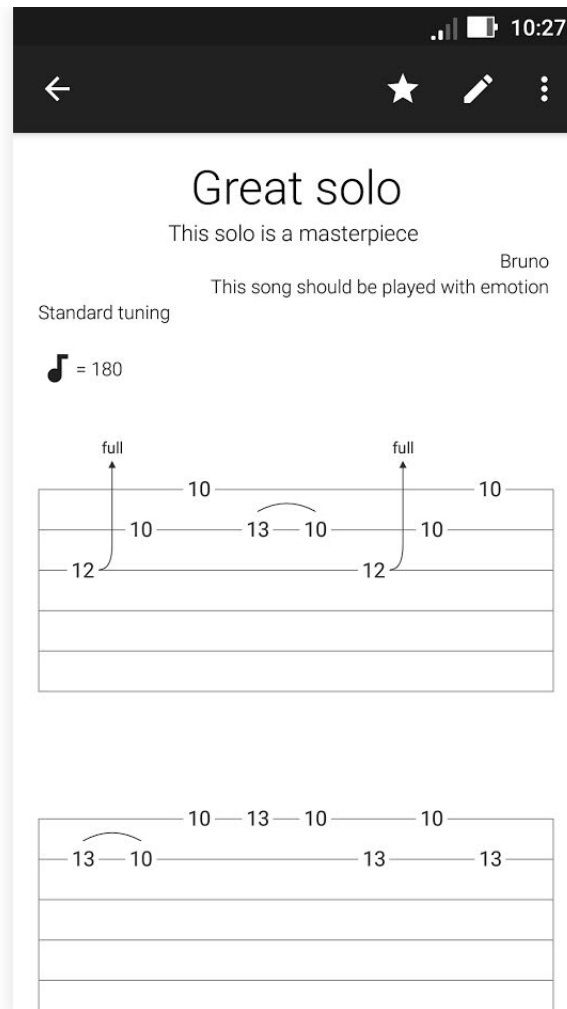 10:27
Great solo
This solo is a masterpiece
Bruno
This song should be played with emotion
Standard tuning
= 180
full full
10 10
10 13 10 10
12 12
10 13 10 10
13 10 13 13